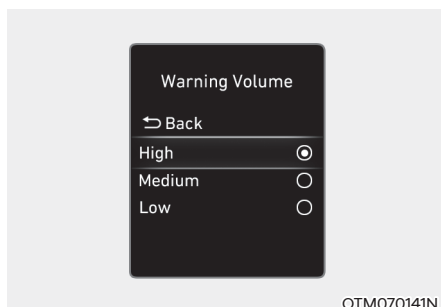 Warning Volume
Back
High
Medium
Low
OTM070141N